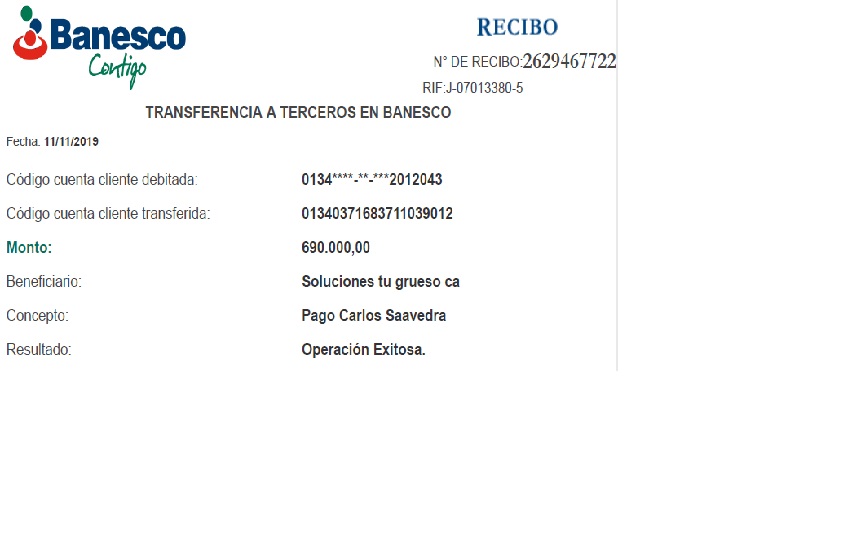 Banesco
Contigo
RECIBO
N° DE RECIBO:2629467722
RIF:J-07013380-5
TRANSFERENCIA A TERCEROS EN BANESCO
Fecha: 11/11/2019
Código cuenta cliente debitada: 0134****-**-***2012043
Código cuenta cliente transferida: 01340371683711039012
Monto: 690.000,00
Beneficiario: Soluciones tu grueso ca
Concepto: Pago Carlos Saavedra
Resultado: Operación Exitosa.